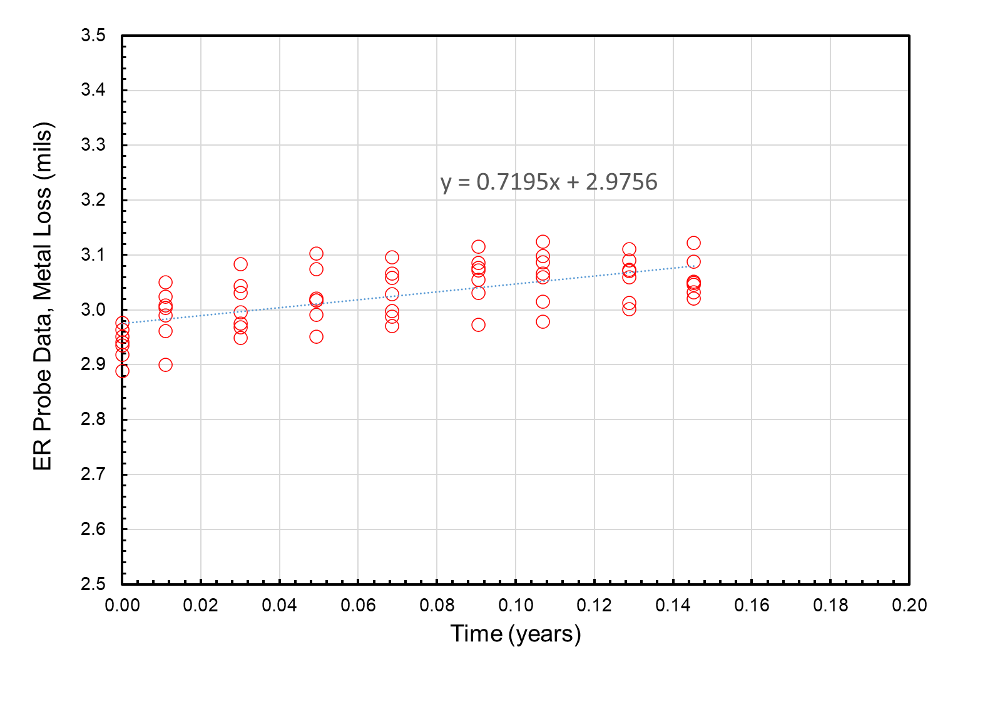 3.5
3.4
3.3
3.2
3.1
3.0
2.9
2.8
2.7
2.6
2.5
ER Probe Data, Metal Loss (mils)
y = 0.7195x + 2.9756
0.00 0.02 0.04 0.06 0.08 0.10 0.12 0.14 0.16 0.18 0.20
Time (years)